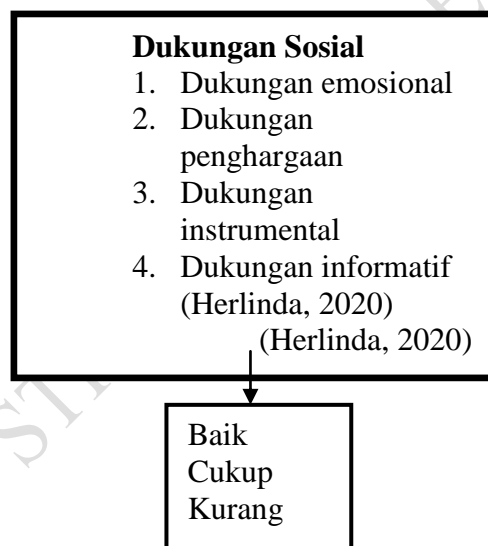 Dukungan Sosial
1. Dukungan emosional
2. Dukungan
penghargaan
3. Dukungan
instrumental
4. Dukungan informatif
(Herlinda, 2020)
(Herlinda, 2020)
Baik
Cukup
Kurang